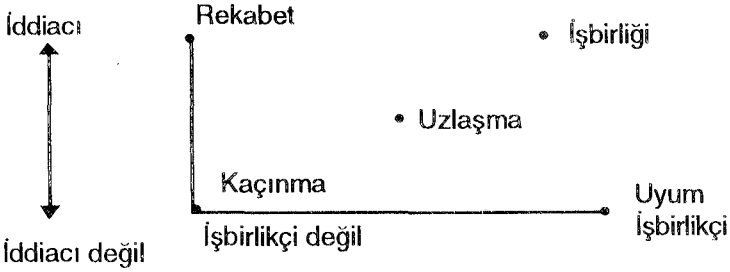 İddiacı
Rekabet
İşbirliği
Uzlaşma
Kaçınma
Uyum
İşbirlikçi
İşbirlikçi değil
İddiacı değil